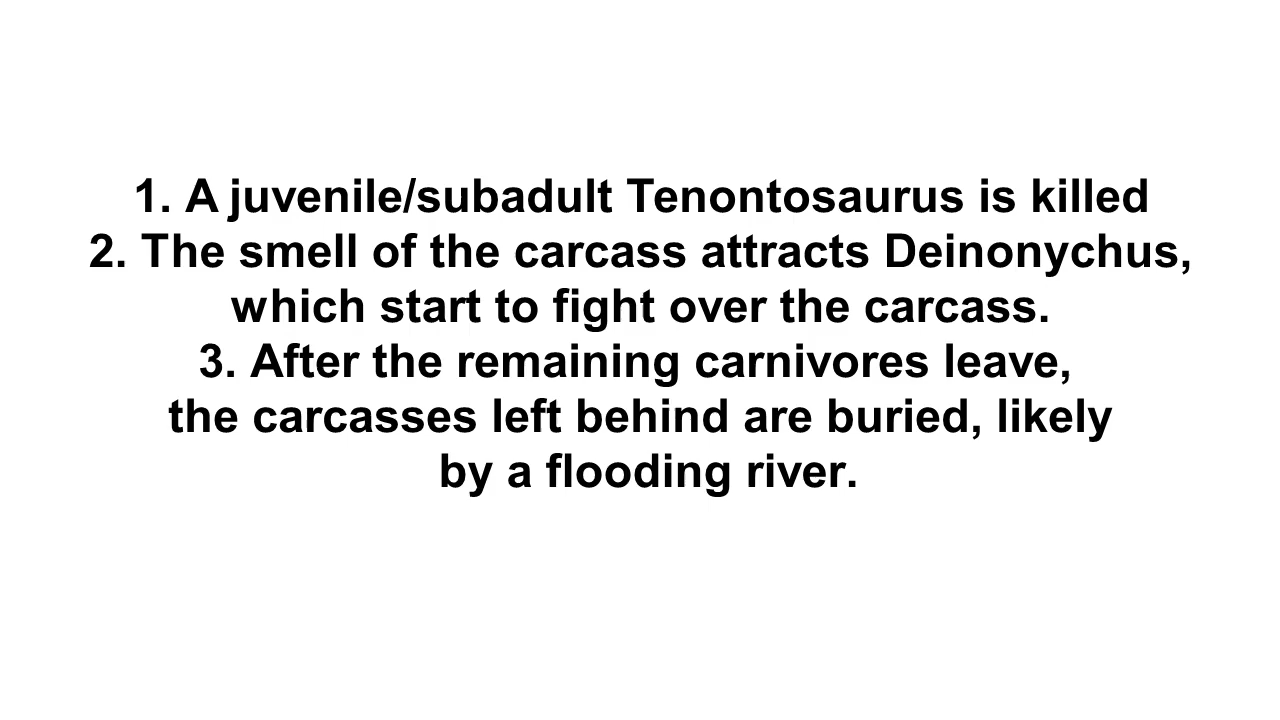 1. A juvenile/subadult Tenontosaurus is killed
2. The smell of the carcass attracts Deinonychus,
which start to fight over the carcass.
3. After the remaining carnivores leave,
the carcasses left behind are buried, likely
by a flooding river.